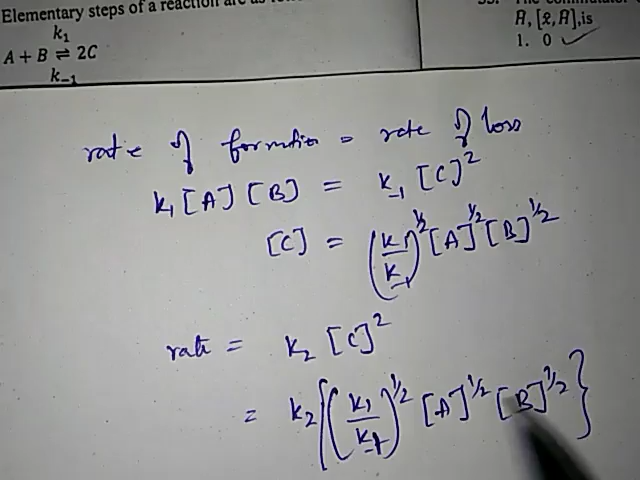 Elementary steps of a reaction are as
k₁
A + B ⇌ 2C
k₋₁
A, [x̂, Ĥ], is
1. 0 ✓
rate of formation = rate of loss
k₁ [A] [B] = k₋₁ [C]²
[C] = (k₁/k₋₁)^½ [A]^½ [B]^½
rate = k₂ [C]²
= k₂ {(k₁/k₋₁)^½ [A]^½ [B]^½}